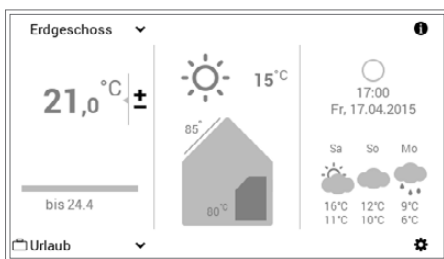 Erdgeschoss
21,0 °C
±
bis 24.4
Urlaub
15°C
85°
80°C
17:00
Fr, 17.04.2015
Sa So Mo
16°C 12°C 9°C
11°C 10°C 6°C